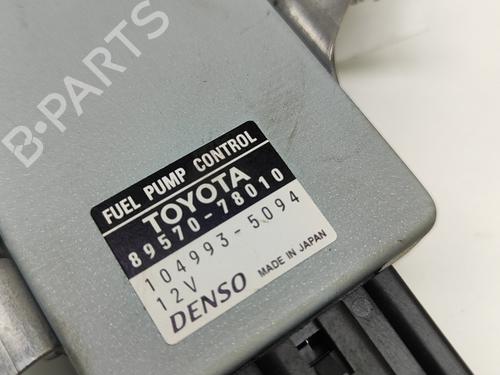 B-PARTS
FUEL PUMP CONTROL
TOYOTA
89570-78010
104993-5094
12V
DENSO MADE IN JAPAN